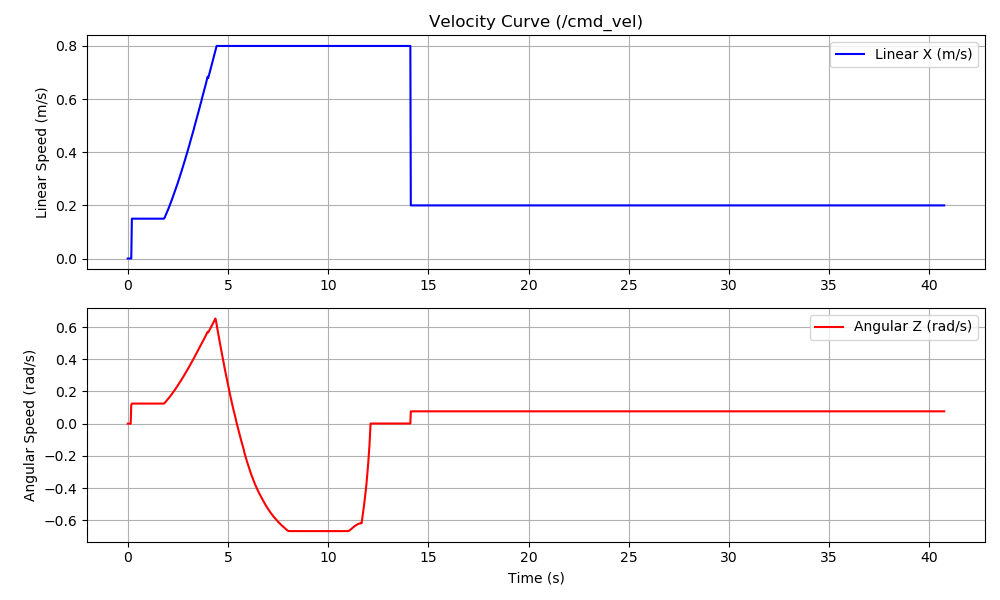 Velocity Curve (/cmd_vel)
Linear Speed (m/s)
0.8
0.6
0.4
0.2
0.0
Linear X (m/s)
0 5 10 15 20 25 30 35 40
Angular Speed (rad/s)
0.6
0.4
0.2
0.0
−0.2
−0.4
−0.6
Angular Z (rad/s)
0 5 10 15 20 25 30 35 40
Time (s)